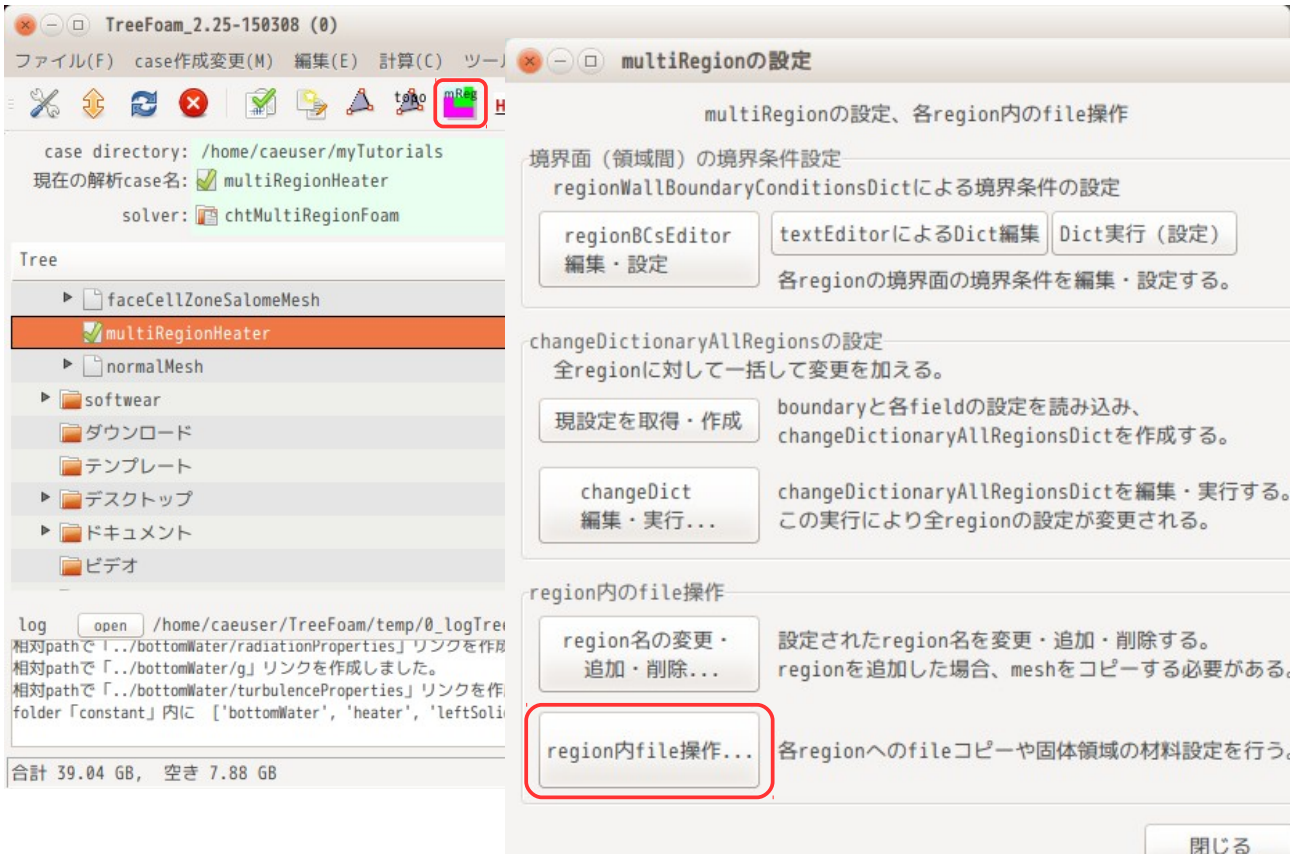 TreeFoam_2.25-150308 (0)
ファイル(F) case作成変更(M) 編集(E) 計算(C) ツール
topo mReg H
case directory: /home/caeuser/myTutorials
現在の解析case名: multiRegionHeater
solver: chtMultiRegionFoam
Tree
faceCellZoneSalomeMesh
multiRegionHeater
normalMesh
softwear
ダウンロード
テンプレート
デスクトップ
ドキュメント
ビデオ
log open /home/caeuser/TreeFoam/temp/0_logTree
相対pathで「../bottomWater/radiationProperties」リンクを作成
相対pathで「../bottomWater/g」リンクを作成しました。
相対pathで「../bottomWater/turbulenceProperties」リンクを作
folder「constant」内に ['bottomWater', 'heater', 'leftSoli
合計 39.04 GB, 空き 7.88 GB
multiRegionの設定
multiRegionの設定、各region内のfile操作
境界面（領域間）の境界条件設定
regionWallBoundaryConditionsDictによる境界条件の設定
regionBCsEditor
編集・設定
textEditorによるDict編集 Dict実行（設定）
各regionの境界面の境界条件を編集・設定する。
changeDictionaryAllRegionsの設定
全regionに対して一括して変更を加える。
現設定を取得・作成
boundaryと各fieldの設定を読み込み、
changeDictionaryAllRegionsDictを作成する。
changeDict
編集・実行...
changeDictionaryAllRegionsDictを編集・実行する。
この実行により全regionの設定が変更される。
region内のfile操作
region名の変更・
追加・削除...
設定されたregion名を変更・追加・削除する。
regionを追加した場合、meshをコピーする必要がある。
region内file操作...
各regionへのfileコピーや固体領域の材料設定を行う。
閉じる